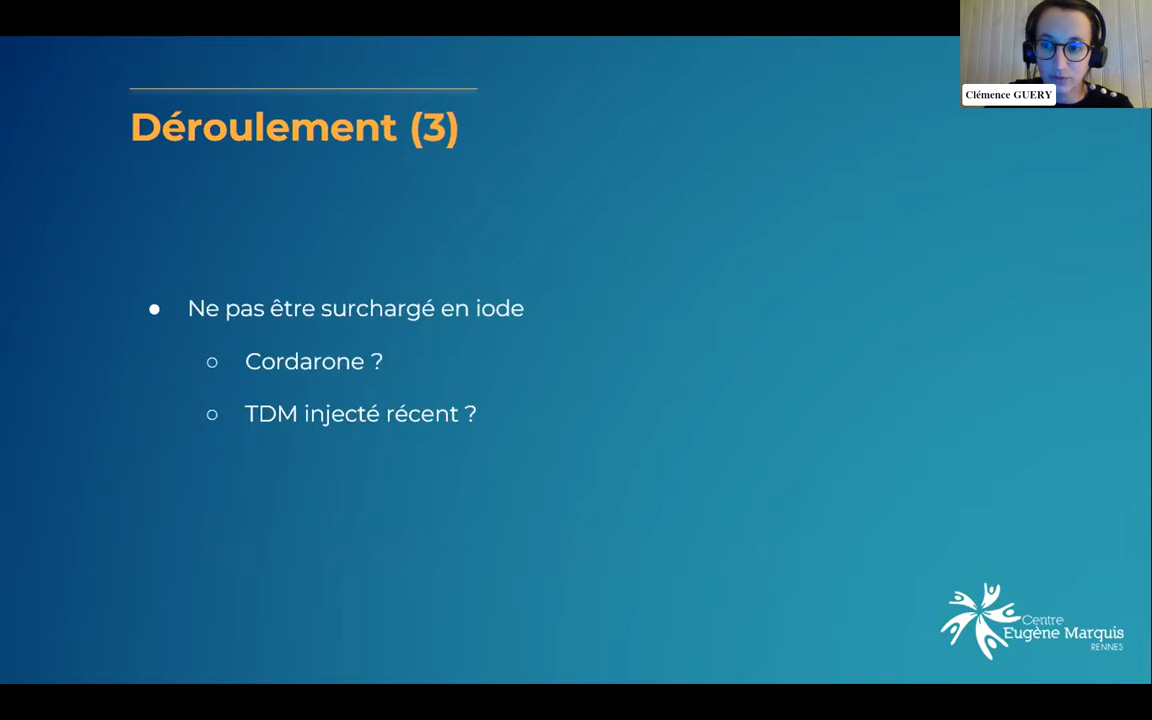 Clémence GUERY
Déroulement (3)
● Ne pas être surchargé en iode
○ Cordarone ?
○ TDM injecté récent ?
Centre
Eugène Marquis
RENNES